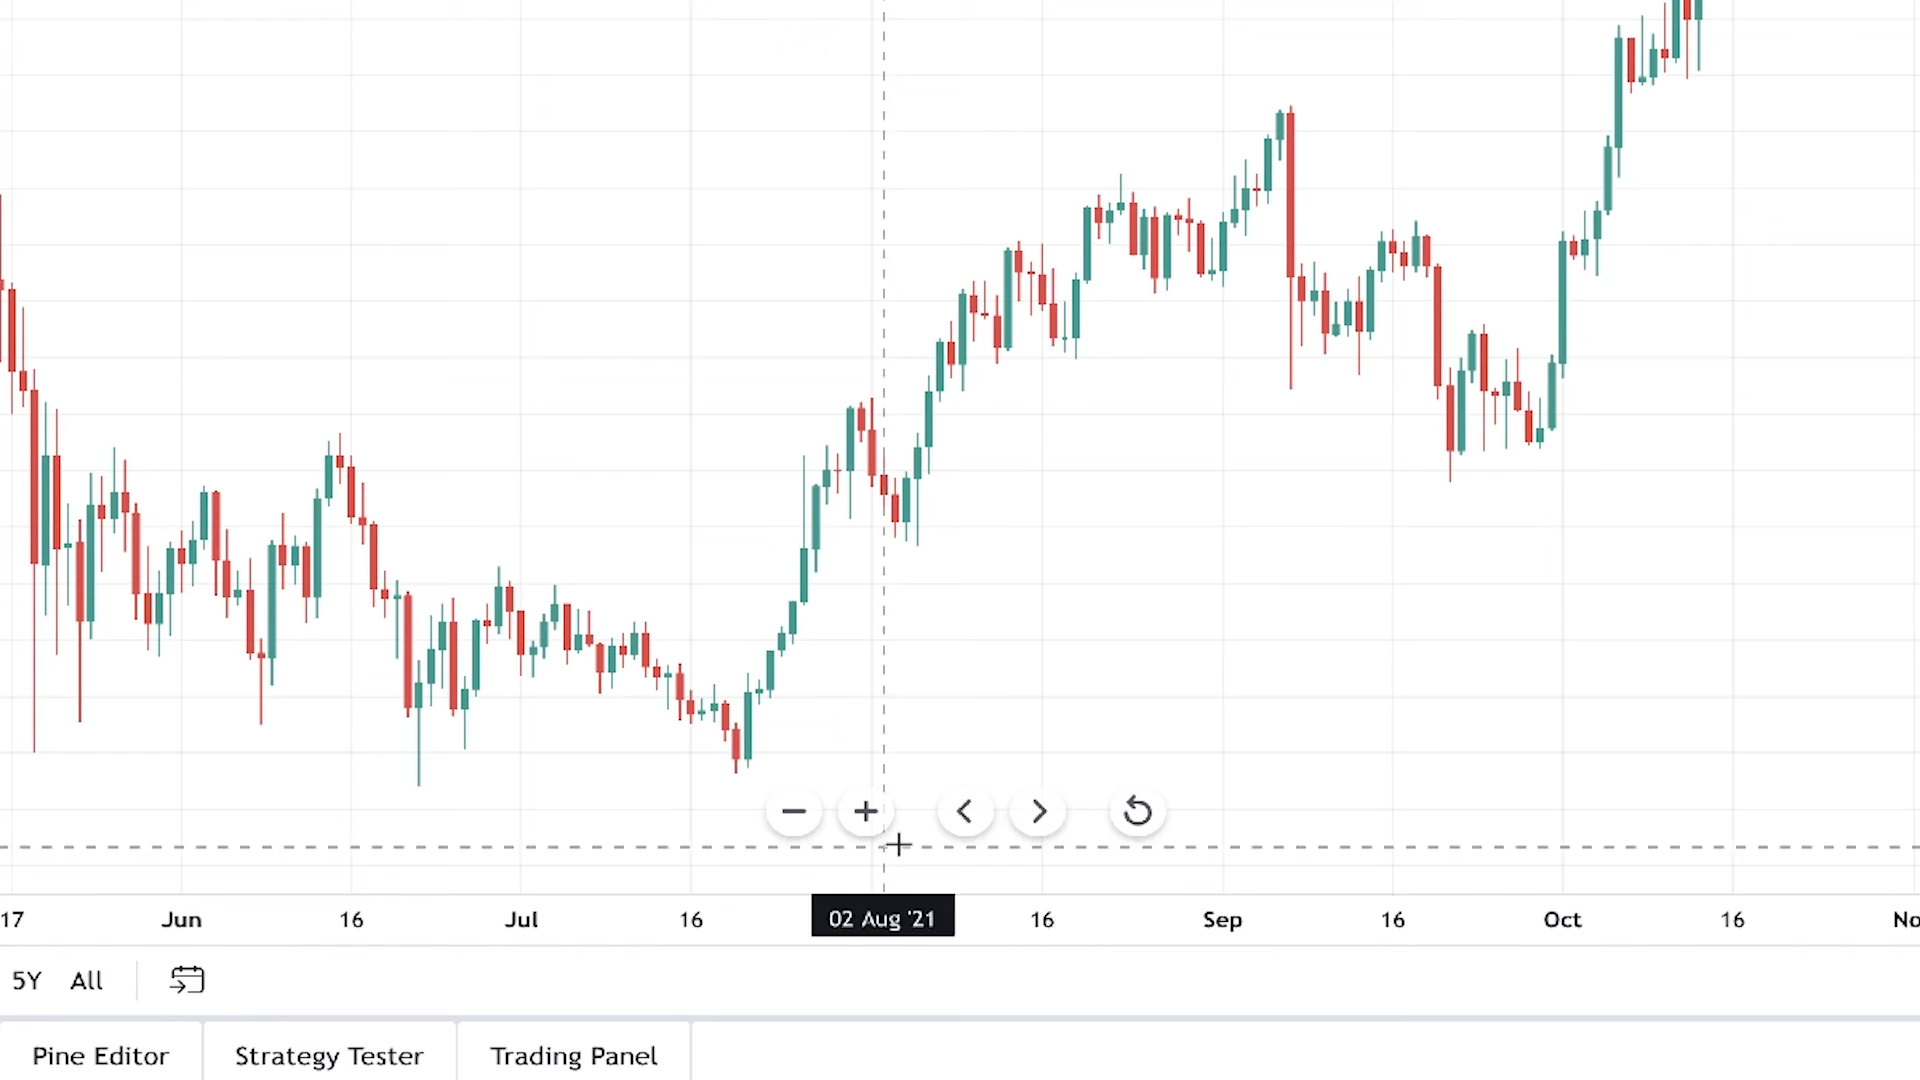 17 Jun 16 Jul 16 02 Aug '21 16 Sep 16 Oct 16 No
5Y All
Pine Editor Strategy Tester Trading Panel